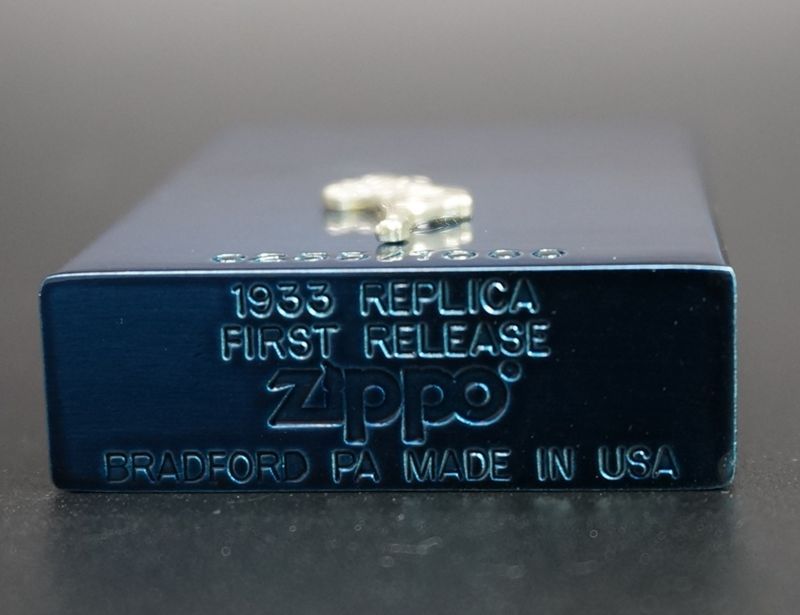 1933 REPLICA
FIRST RELEASE
zippo
BRADFORD PA MADE IN USA